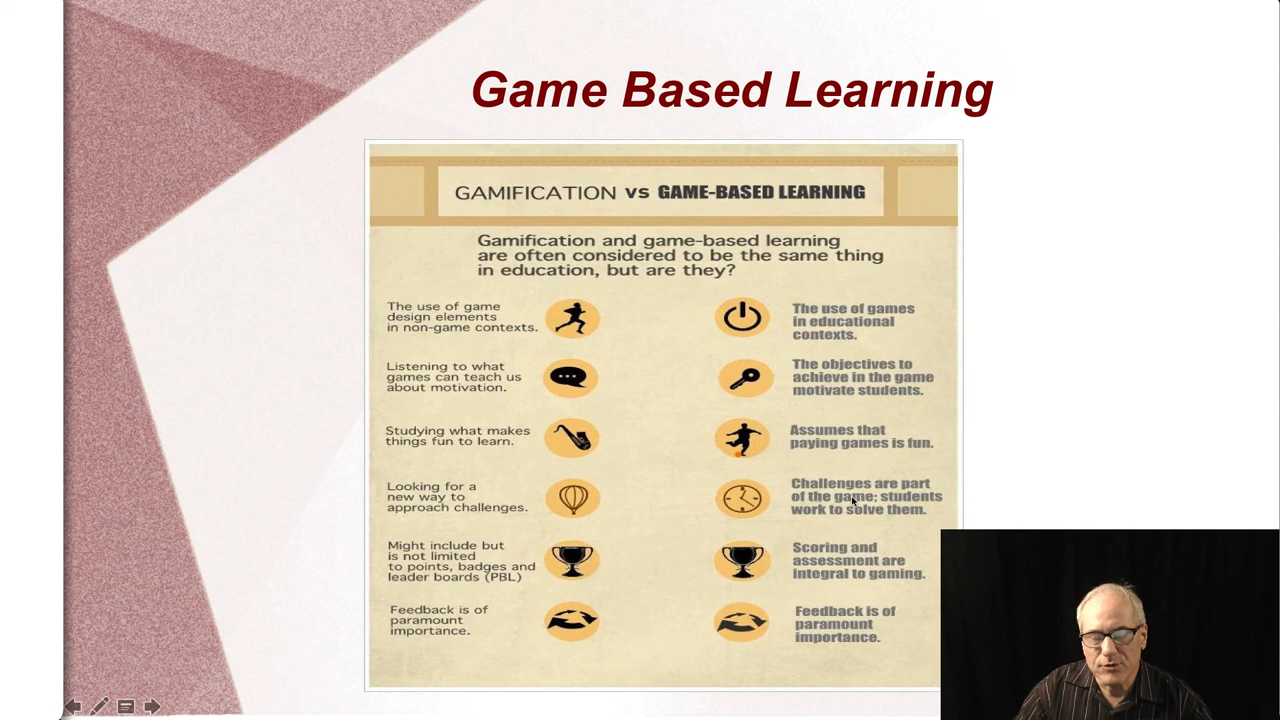 Game Based Learning
GAMIFICATION vs GAME-BASED LEARNING
Gamification and game-based learning
are often considered to be the same thing
in education, but are they?
The use of game
design elements
in non-game contexts.
The use of games
in educational
contexts.
Listening to what
games can teach us
about motivation.
The objectives to
achieve in the game
motivate students.
Studying what makes
things fun to learn.
Assumes that
paying games is fun.
Looking for a
new way to
approach challenges.
Challenges are part
of the game; students
work to solve them.
Might include but
is not limited
to points, badges and
leader boards (PBL)
Scoring and
assessment are
integral to gaming.
Feedback is of
paramount
importance.
Feedback is of
paramount
importance.